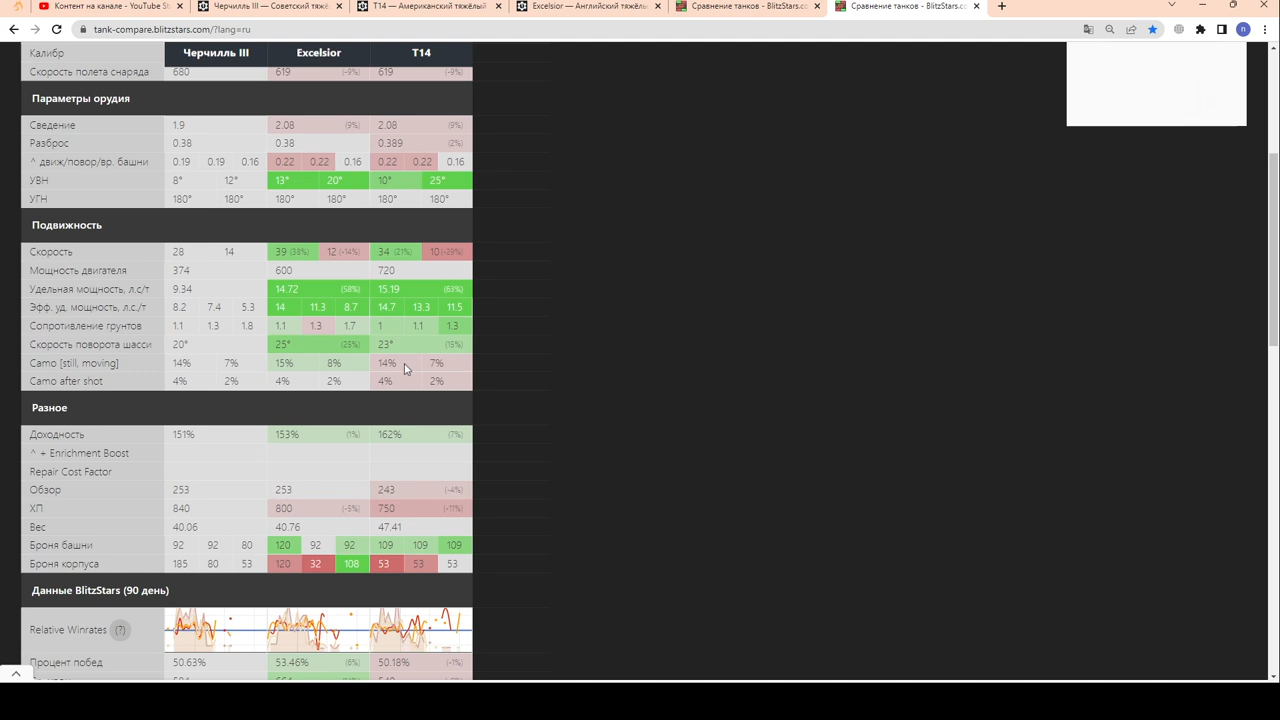 Контент на канале - YouTube St
Черчилль III — Советский тяжё
T14 — Американский тяжёлый
Excelsior — Английский тяжёлы
Сравнение танков - BlitzStars.co
Сравнение танков - BlitzStars.co
tank-compare.blitzstars.com/?lang=ru
n
Калибр Черчилль III Excelsior T14
Скорость полета снаряда 680 619 (-9%) 619 (-9%)
Параметры орудия
Сведение 1.9 2.08 (9%) 2.08 (9%)
Разброс 0.38 0.38 0.389 (2%)
^ движ/повор/вр. башни 0.19 0.19 0.16 0.22 0.22 0.16 0.22 0.22 0.16
УВН 8° 12° 13° 20° 10° 25°
УГН 180° 180° 180° 180° 180° 180°
Подвижность
Скорость 28 14 39 (38%) 12 (-14%) 34 (21%) 10 (-29%)
Мощность двигателя 374 600 720
Удельная мощность, л.с/т 9.34 14.72 (58%) 15.19 (63%)
Эфф. уд. мощность, л.с./т 8.2 7.4 5.3 14 11.3 8.7 14.7 13.3 11.5
Сопротивление грунтов 1.1 1.3 1.8 1.1 1.3 1.7 1 1.1 1.3
Скорость поворота шасси 20° 25° (25%) 23° (15%)
Camo [still, moving] 14% 7% 15% 8% 14% 7%
Camo after shot 4% 2% 4% 2% 4% 2%
Разное
Доходность 151% 153% (1%) 162% (7%)
^ + Enrichment Boost
Repair Cost Factor
Обзор 253 253 243 (-4%)
ХП 840 800 (-5%) 750 (-11%)
Вес 40.06 40.76 47.41
Броня башни 92 92 80 120 92 92 109 109 109
Броня корпуса 185 80 53 120 32 108 53 53 53
Данные BlitzStars (90 день)
Relative Winrates (?)
Процент побед 50.63% 53.46% (6%) 50.18% (-1%)